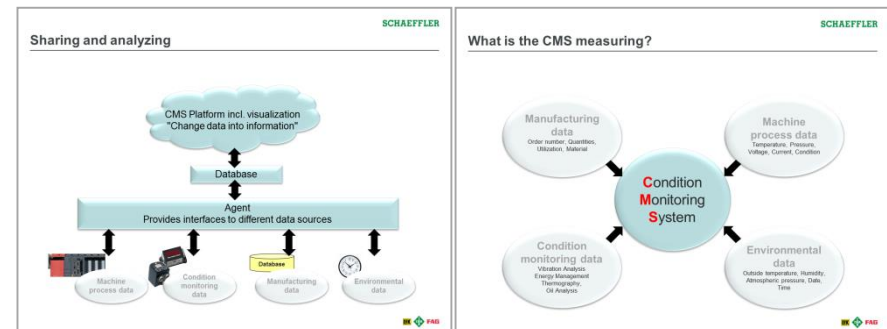 SCHAEFFLER
Sharing and analyzing
CMS Platform incl. visualization
"Change data into information"
Database
Agent
Provides interfaces to different data sources
Database
Machine
process data
Condition
monitoring
data
Manufacturing
data
Environmental
data
FAG
SCHAEFFLER
What is the CMS measuring?
Manufacturing
data
Order number, Quantities,
Utilization, Material
Machine
process data
Temperature, Pressure,
Voltage, Current, Condition
Condition
Monitoring
System
Condition
monitoring data
Vibration Analysis
Energy Management
Thermography,
Oil Analysis
Environmental
data
Outside temperature, Humidity,
Atmospheric pressure, Date,
Time
FAG